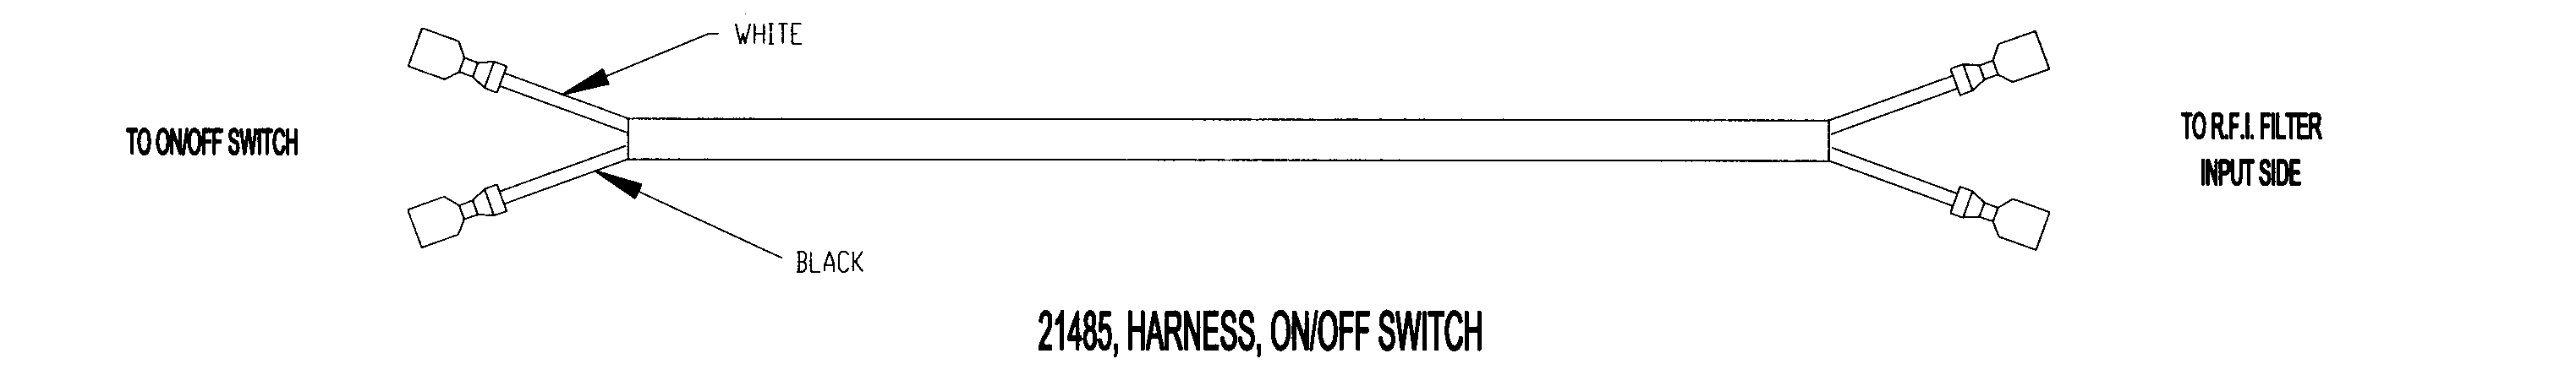 WHITE
TO ON/OFF SWITCH
TO R.F.I. FILTER
INPUT SIDE
BLACK
21485, HARNESS, ON/OFF SWITCH